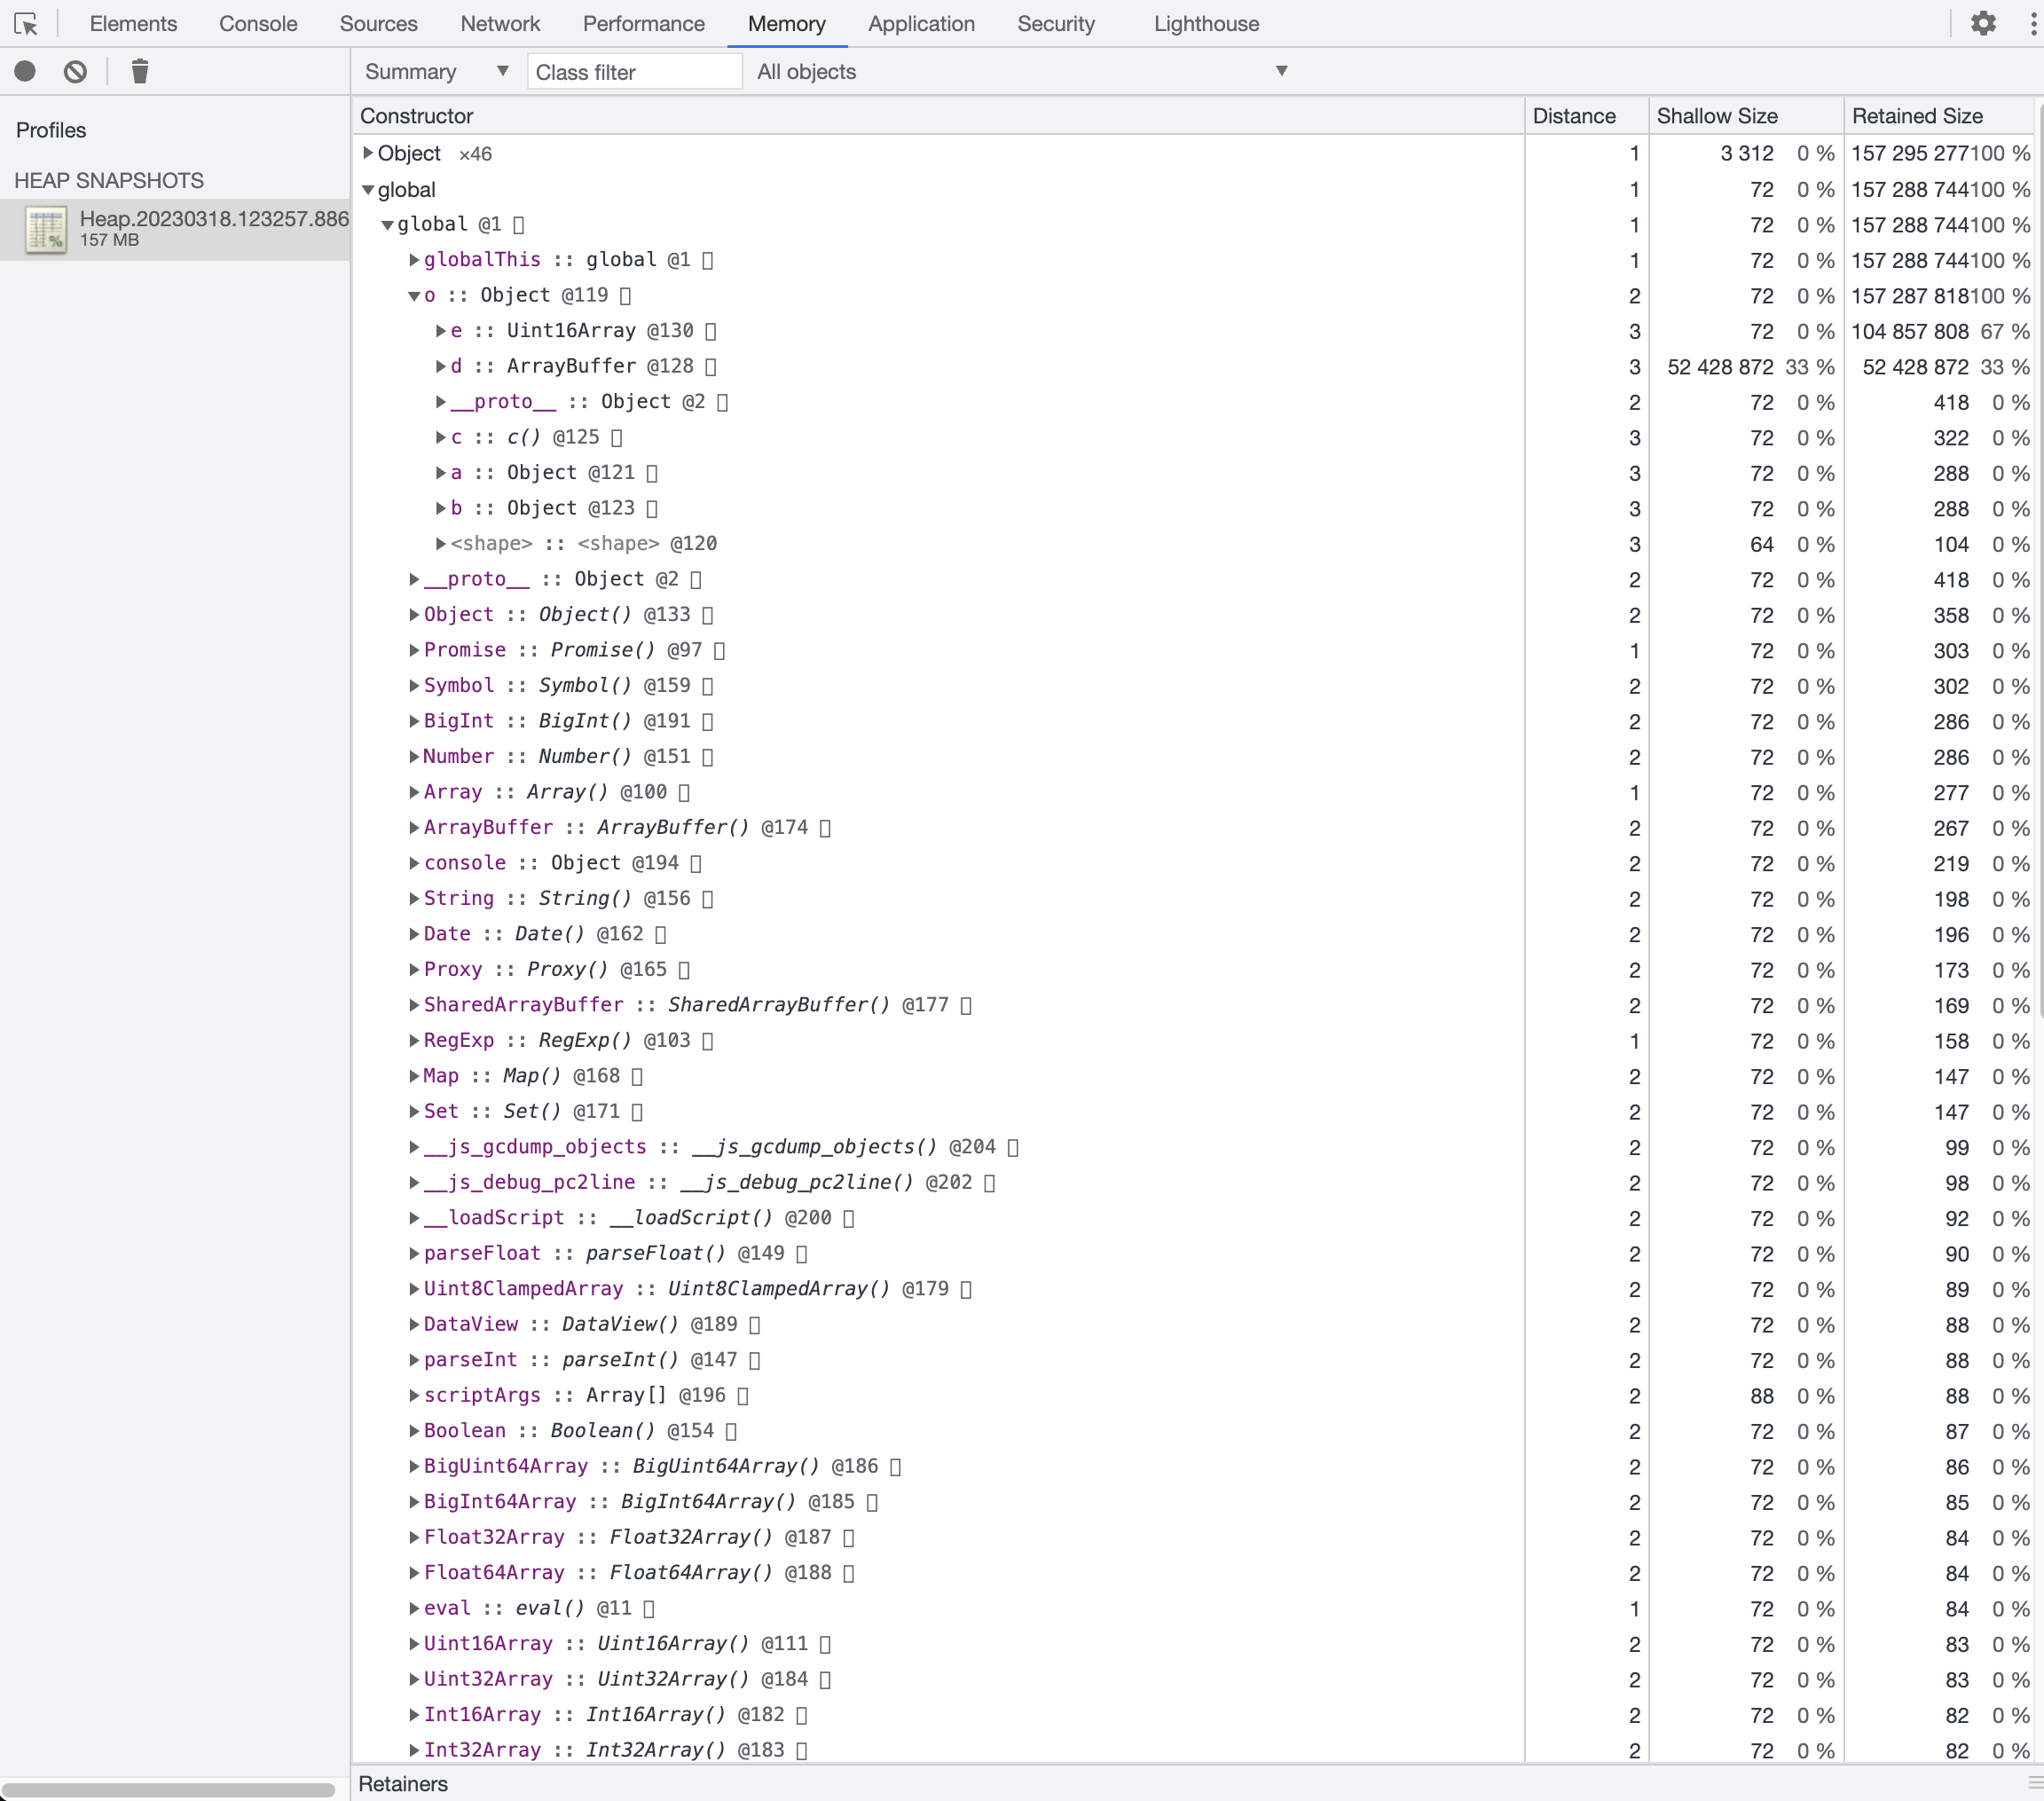 Elements Console Sources Network Performance Memory Application Security Lighthouse
Summary Class filter All objects
Profiles
HEAP SNAPSHOTS
Heap.20230318.123257.886
157 MB
Constructor Distance Shallow Size Retained Size
Object ×46 1 3 312 0 % 157 295 277 100 %
global 1 72 0 % 157 288 744 100 %
global @1 1 72 0 % 157 288 744 100 %
globalThis :: global @1 1 72 0 % 157 288 744 100 %
o :: Object @119 2 72 0 % 157 287 818 100 %
e :: Uint16Array @130 3 72 0 % 104 857 808 67 %
d :: ArrayBuffer @128 3 52 428 872 33 % 52 428 872 33 %
__proto__ :: Object @2 2 72 0 % 418 0 %
c :: c() @125 3 72 0 % 322 0 %
a :: Object @121 3 72 0 % 288 0 %
b :: Object @123 3 72 0 % 288 0 %
<shape> :: <shape> @120 3 64 0 % 104 0 %
__proto__ :: Object @2 2 72 0 % 418 0 %
Object :: Object() @133 2 72 0 % 358 0 %
Promise :: Promise() @97 1 72 0 % 303 0 %
Symbol :: Symbol() @159 2 72 0 % 302 0 %
BigInt :: BigInt() @191 2 72 0 % 286 0 %
Number :: Number() @151 2 72 0 % 286 0 %
Array :: Array() @100 1 72 0 % 277 0 %
ArrayBuffer :: ArrayBuffer() @174 2 72 0 % 267 0 %
console :: Object @194 2 72 0 % 219 0 %
String :: String() @156 2 72 0 % 198 0 %
Date :: Date() @162 2 72 0 % 196 0 %
Proxy :: Proxy() @165 2 72 0 % 173 0 %
SharedArrayBuffer :: SharedArrayBuffer() @177 2 72 0 % 169 0 %
RegExp :: RegExp() @103 1 72 0 % 158 0 %
Map :: Map() @168 2 72 0 % 147 0 %
Set :: Set() @171 2 72 0 % 147 0 %
__js_gcdump_objects :: __js_gcdump_objects() @204 2 72 0 % 99 0 %
__js_debug_pc2line :: __js_debug_pc2line() @202 2 72 0 % 98 0 %
__loadScript :: __loadScript() @200 2 72 0 % 92 0 %
parseFloat :: parseFloat() @149 2 72 0 % 90 0 %
Uint8ClampedArray :: Uint8ClampedArray() @179 2 72 0 % 89 0 %
DataView :: DataView() @189 2 72 0 % 88 0 %
parseInt :: parseInt() @147 2 72 0 % 88 0 %
scriptArgs :: Array[] @196 2 88 0 % 88 0 %
Boolean :: Boolean() @154 2 72 0 % 87 0 %
BigUint64Array :: BigUint64Array() @186 2 72 0 % 86 0 %
BigInt64Array :: BigInt64Array() @185 2 72 0 % 85 0 %
Float32Array :: Float32Array() @187 2 72 0 % 84 0 %
Float64Array :: Float64Array() @188 2 72 0 % 84 0 %
eval :: eval() @11 1 72 0 % 84 0 %
Uint16Array :: Uint16Array() @111 2 72 0 % 83 0 %
Uint32Array :: Uint32Array() @184 2 72 0 % 83 0 %
Int16Array :: Int16Array() @182 2 72 0 % 82 0 %
Int32Array :: Int32Array() @183 2 72 0 % 82 0 %
Retainers